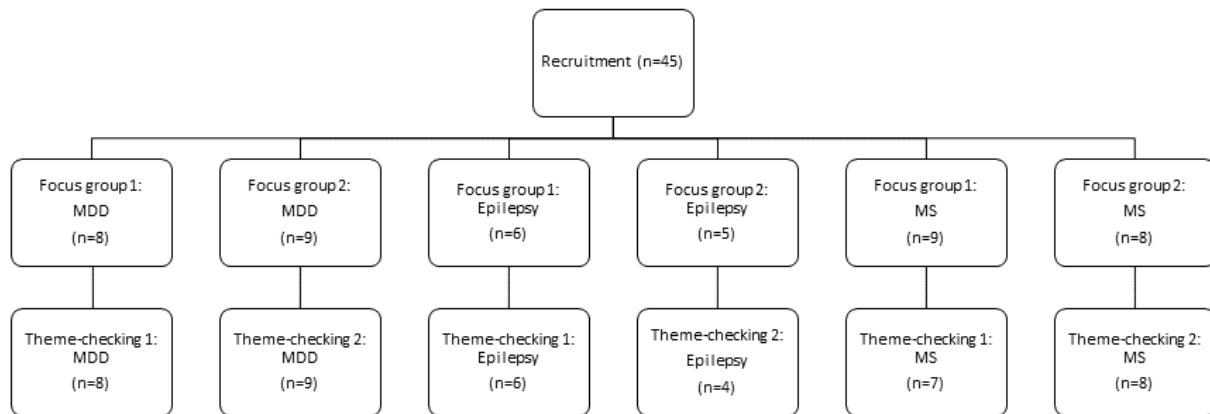 Recruitment (n=45)
Focus group 1:
MDD
(n=8)
Focus group 2:
MDD
(n=9)
Focus group 1:
Epilepsy
(n=6)
Focus group 2:
Epilepsy
(n=5)
Focus group 1:
MS
(n=9)
Focus group 2:
MS
(n=8)
Theme-checking 1:
MDD
(n=8)
Theme-checking 2:
MDD
(n=9)
Theme-checking 1:
Epilepsy
(n=6)
Theme-checking 2:
Epilepsy
(n=4)
Theme-checking 1:
MS
(n=7)
Theme-checking 2:
MS
(n=8)